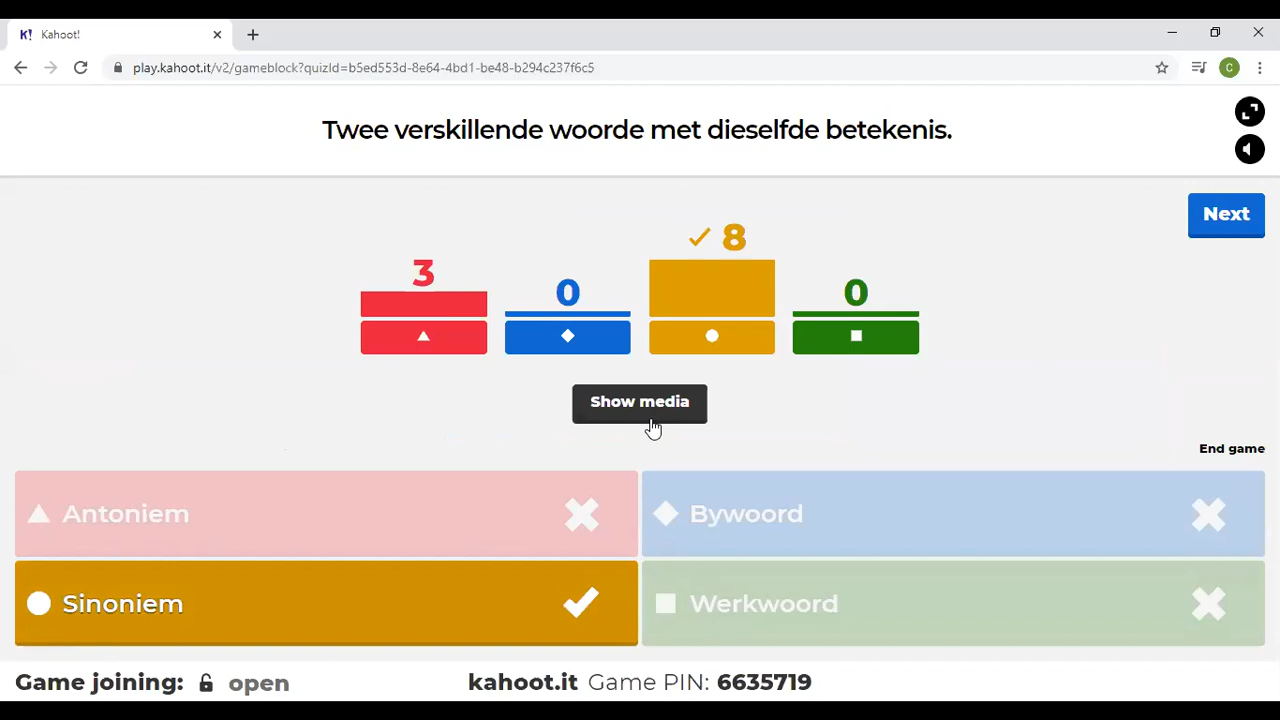 K! Kahoot!
play.kahoot.it/v2/gameblock?quizId=b5ed553d-8e64-4bd1-be48-b294c237f6c5
C
Twee verskillende woorde met dieselfde betekenis.
Next
3
0
8
0
Show media
End game
Antoniem
Bywoord
Sinoniem
Werkwoord
Game joining: open
kahoot.it Game PIN: 6635719